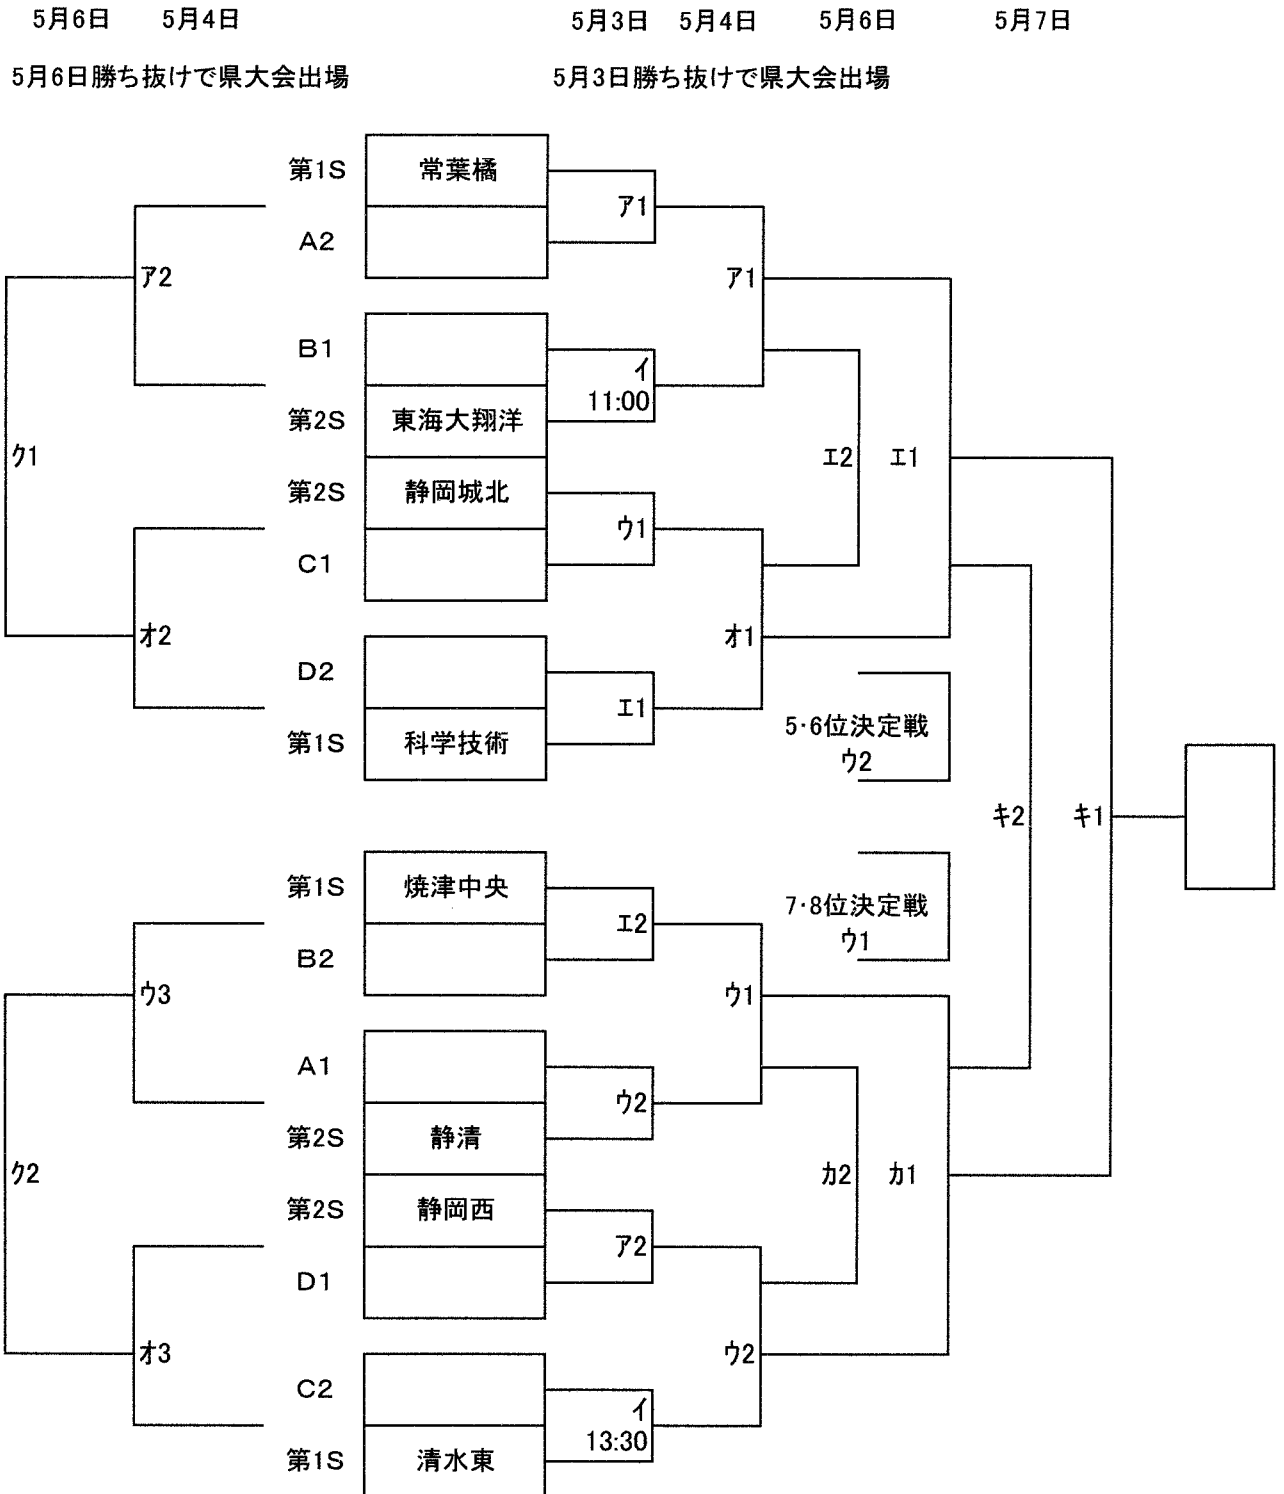 5月6日 5月4日 5月3日 5月4日 5月6日 5月7日
5月6日勝ち抜けで県大会出場 5月3日勝ち抜けで県大会出場
第1S 常葉橘
ア1
A2
ア2 ア1
B1
イ
11:00
第2S 東海大翔洋
ク1 エ2 エ1
第2S 静岡城北
ウ1
C1
オ2 オ1
D2
エ1
第1S 科学技術
5・6位決定戦
ウ2
キ2 キ1
第1S 焼津中央
エ2
7・8位決定戦
ウ1
B2
ウ3 ウ1
A1
ウ2
第2S 静清
ク2 カ2 カ1
第2S 静岡西
ア2
D1
オ3 ウ2
C2
イ
13:30
第1S 清水東